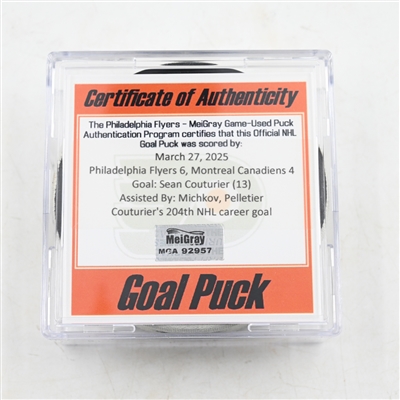 Certificate of Authenticity
The Philadelphia Flyers - MeiGray Game-Used Puck
Authentication Program certifies that this Official NHL
Goal Puck was scored by:
March 27, 2025
Philadelphia Flyers 6, Montreal Canadiens 4
Goal: Sean Couturier (13)
Assisted By: Michkov, Pelletier
Couturier's 204th NHL career goal
MeiGray
MGA 92957
Goal Puck